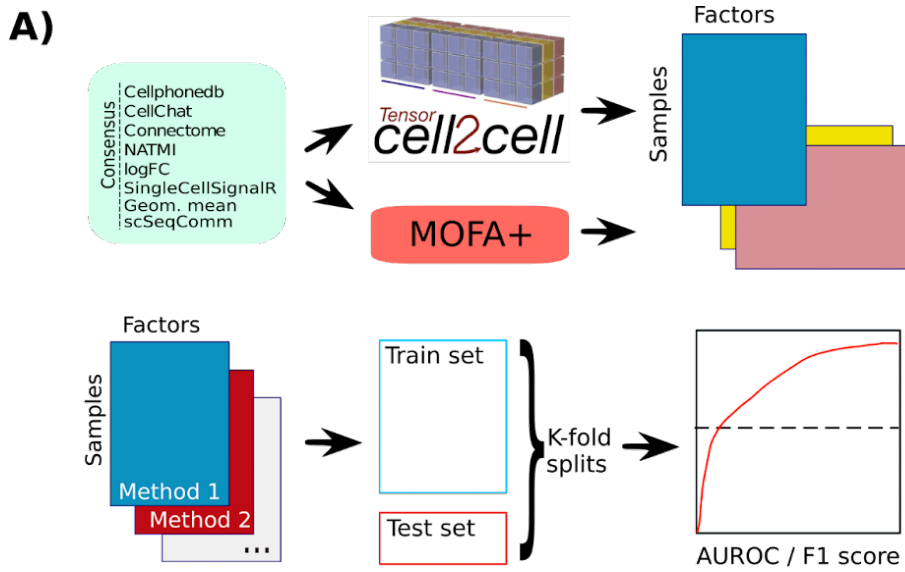 A)
Consensus
Cellphonedb
CellChat
Connectome
NATMI
logFC
SingleCellSignalR
Geom. mean
scSeqComm
Tensor
cell2cell
MOFA+
Factors
Samples
Factors
Samples
Method 1
Method 2
...
Train set
Test set
K-fold
splits
AUROC / F1 score